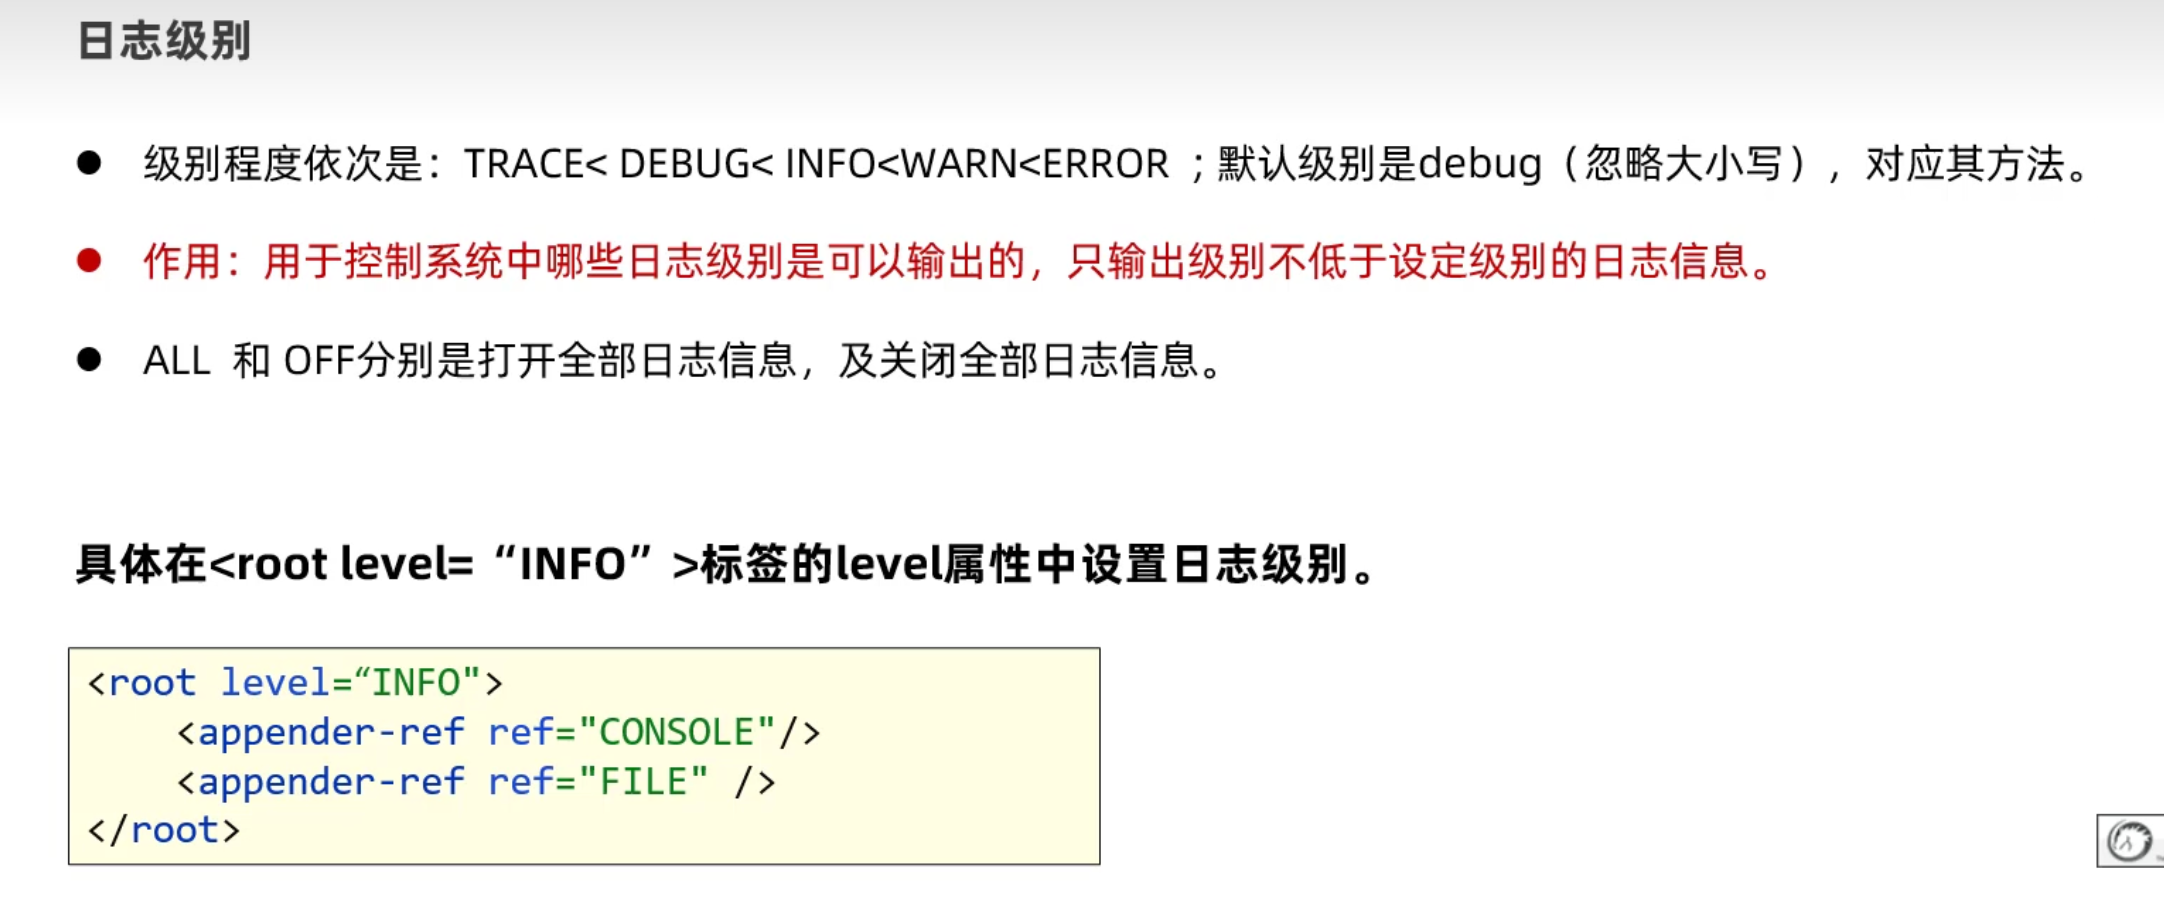 日志级别
级别程度依次是：TRACE< DEBUG< INFO<WARN<ERROR ；默认级别是debug（忽略大小写），对应其方法。
作用：用于控制系统中哪些日志级别是可以输出的，只输出级别不低于设定级别的日志信息。
ALL 和 OFF分别是打开全部日志信息，及关闭全部日志信息。
具体在<root level=“INFO”>标签的level属性中设置日志级别。
<root level=“INFO">
    <appender-ref ref="CONSOLE"/>
    <appender-ref ref="FILE" />
</root>